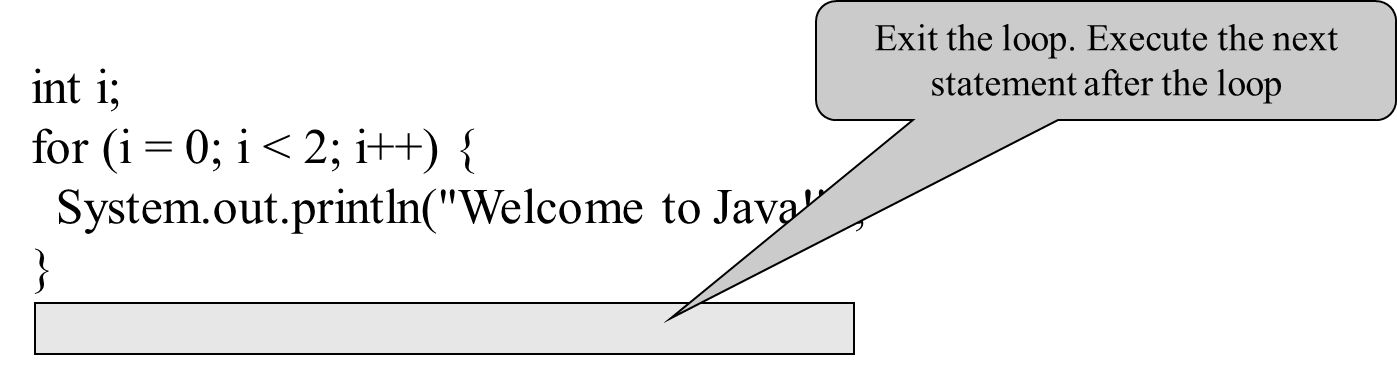 int i;
for (i = 0; i < 2; i++) {
System.out.println("Welcome to Java!
}
Exit the loop. Execute the next
statement after the loop